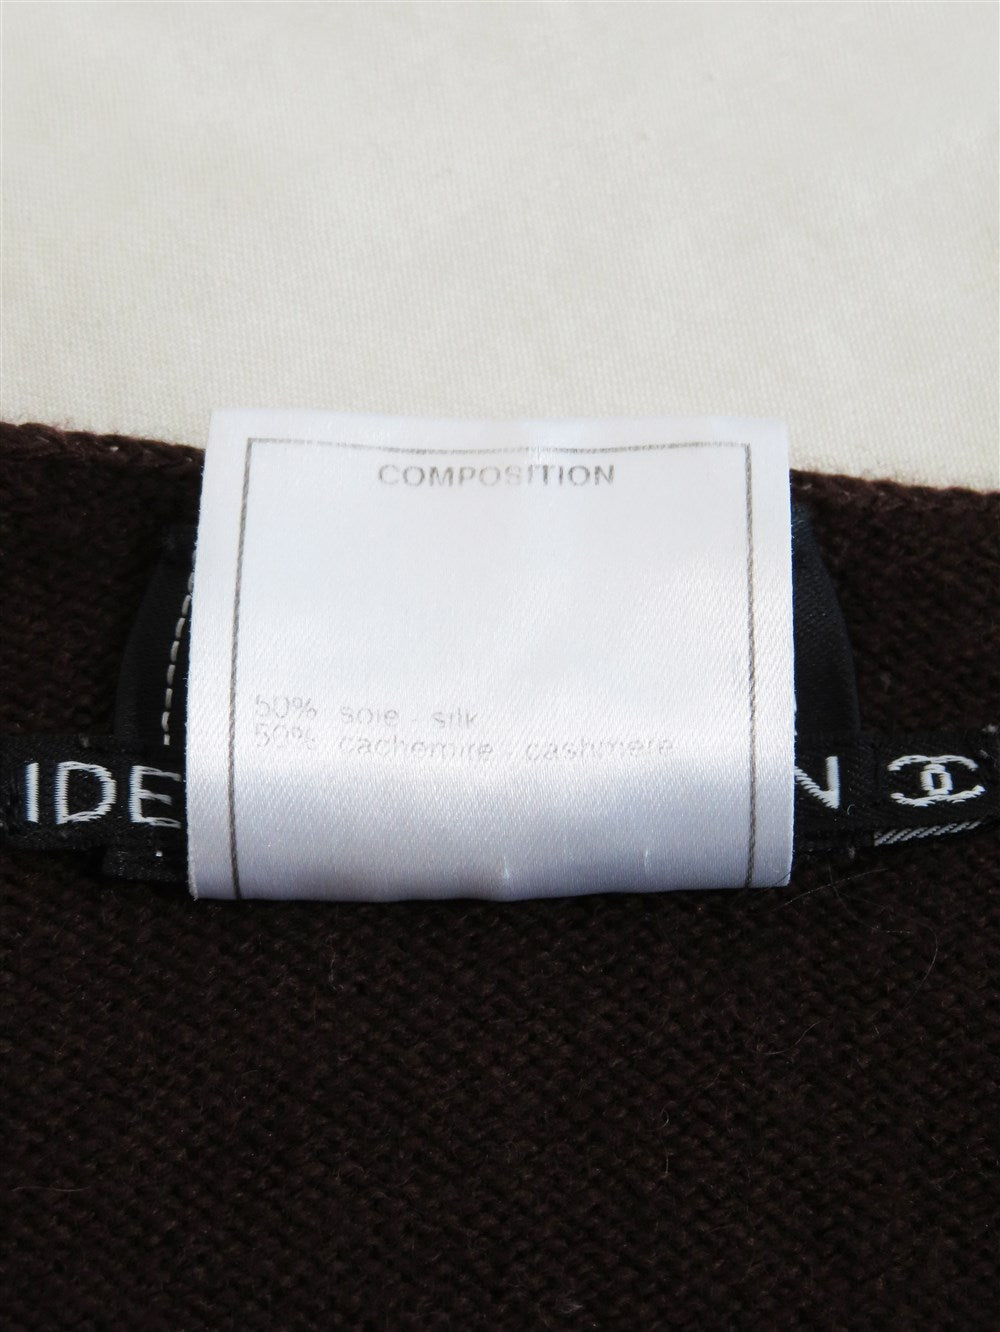 COMPOSITION
50% soie - silk
50% cachemire - cashmere
IDE
N